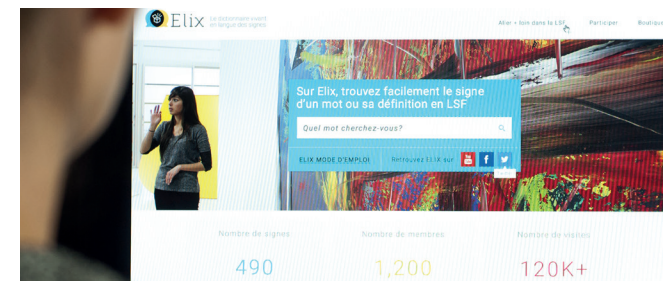 Elix Le dictionnaire vivant
en langue des signes
Aller + loin dans la LSF Participer Boutique
Sur Elix, trouvez facilement le signe
d'un mot ou sa définition en LSF
Quel mot cherchez-vous?
ELIX MODE D'EMPLOI Retrouvez ELIX sur You Tube f
Nombre de signes Nombre de membres Nombre de visites
490 1,200 120K+